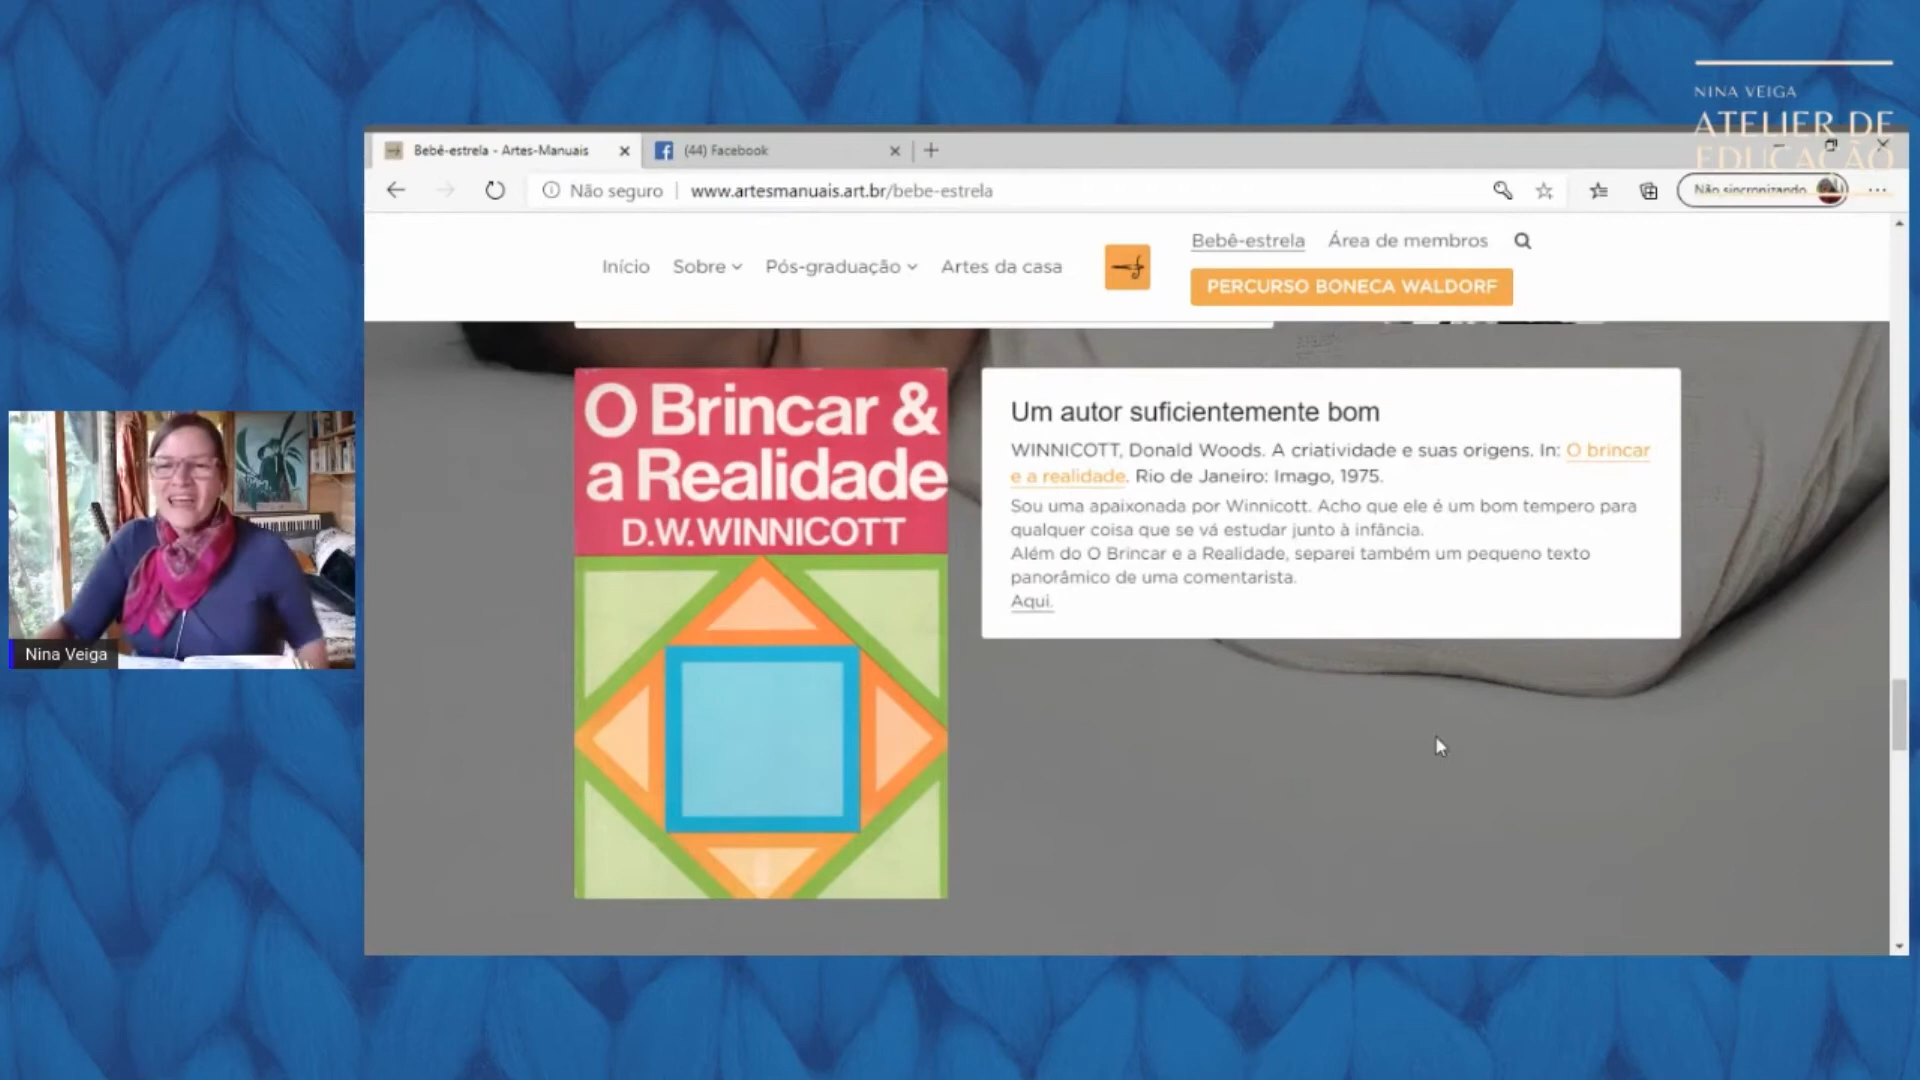 NINA VEIGA
ATELIER DE
EDUCAÇÃO
Bebê-estrela - Artes-Manuais
(44) Facebook
Não seguro
www.artesmanuais.art.br/bebe-estrela
Não sincronizando
Bebê-estrela
Área de membros
Início
Sobre
Pós-graduação
Artes da casa
PERCURSO BONECA WALDORF
O Brincar &
a Realidade
D.W.WINNICOTT
Um autor suficientemente bom
WINNICOTT, Donald Woods. A criatividade e suas origens. In: O brincar
e a realidade. Rio de Janeiro: Imago, 1975.
Sou uma apaixonada por Winnicott. Acho que ele é um bom tempero para
qualquer coisa que se vá estudar junto à infância.
Além do O Brincar e a Realidade, separei também um pequeno texto
panorâmico de uma comentarista.
Aqui.
Nina Veiga